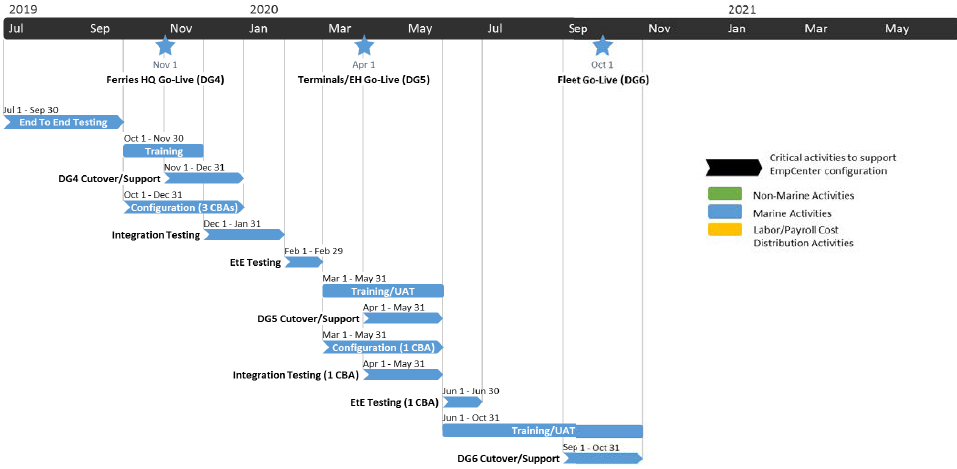 2019 2020 2021
Jul Sep Nov Jan Mar May Sep Nov Jan Mar May
Nov 1 Apr 1 Oct 1
Ferries HQ Go-Live (DG4) Terminals/EH Go-Live (DG5) Fleet Go-Live (DG6)
Jul 1 - Sep 30
End To End Testing
Oct 1 - Nov 30
Training
Nov 1 - Dec 31
DG4 Cutover/Support
Oct 1 - Dec 31
Configuration (3 CBAs)
Dec 1 - Jan 31
Integration Testing
Feb 1 - Feb 29
EtE Testing
Mar 1 - May 31
Training/UAT
Apr 1 - May 31
DG5 Cutover/Support
Mar 1 - May 31
Configuration (1 CBA)
Apr 1 - May 31
Integration Testing (1 CBA)
Jun 1 - Jun 30
EtE Testing (1 CBA)
Jun 1 - Oct 31
Training/UAT
Sep 1 - Oct 31
DG6 Cutover/Support
Critical activities to support
EmpCenter configuration
Non-Marine Activities
Marine Activities
Labor/Payroll Cost
Distribution Activities